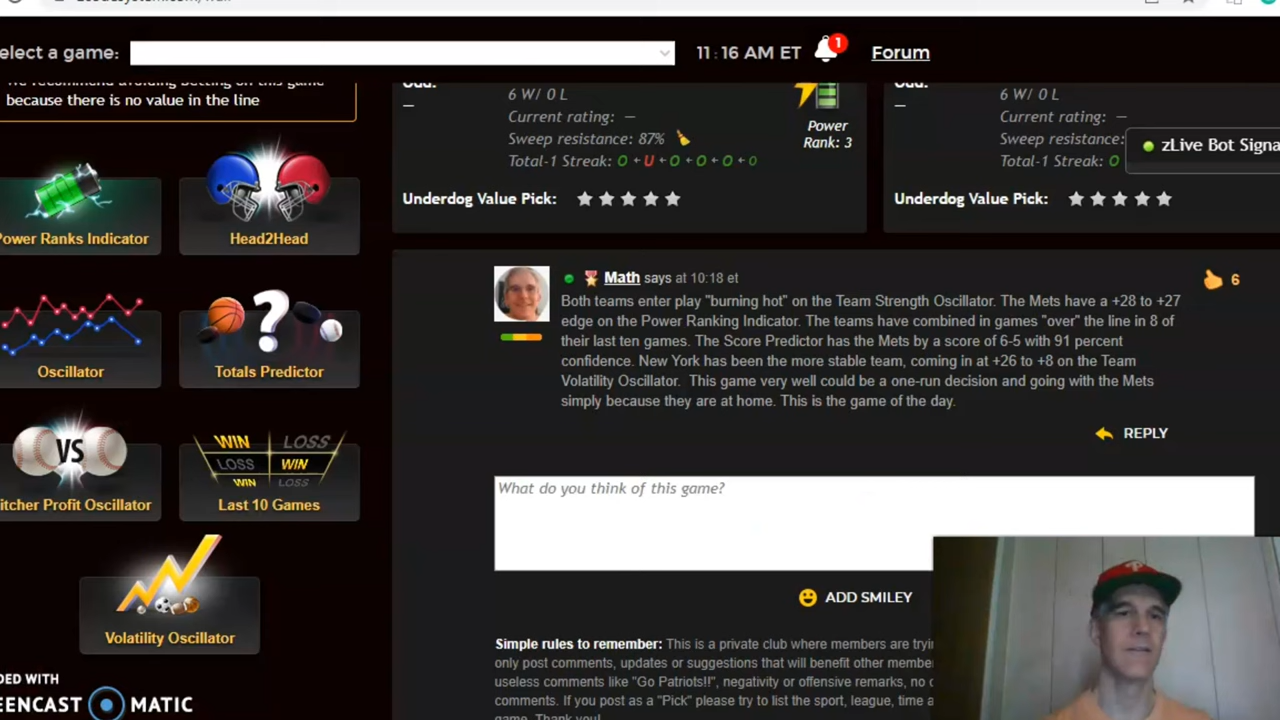 elect a game:
11:16 AM ET
1
Forum
because there is no value in the line
Power Ranks Indicator
Head2Head
Oscillator
Totals Predictor
VS
WIN LOSS
LOSS WIN
WIN LOSS
itcher Profit Oscillator
Last 10 Games
Volatility Oscillator
DED WITH
EENCAST MATIC
—
6 W/ 0 L
Current rating: —
Sweep resistance: 87%
Total-1 Streak: O ← U ← O ← O ← O ← O
Power
Rank: 3
Underdog Value Pick:
—
6 W/ 0 L
Current rating: —
Sweep resistance:
Total-1 Streak: O
zLive Bot Signa
Underdog Value Pick:
Math says at 10:18 et
6
Both teams enter play "burning hot" on the Team Strength Oscillator. The Mets have a +28 to +27
edge on the Power Ranking Indicator. The teams have combined in games "over" the line in 8 of
their last ten games. The Score Predictor has the Mets by a score of 6-5 with 91 percent
confidence. New York has been the more stable team, coming in at +26 to +8 on the Team
Volatility Oscillator. This game very well could be a one-run decision and going with the Mets
simply because they are at home. This is the game of the day.
REPLY
What do you think of this game?
ADD SMILEY
Simple rules to remember: This is a private club where members are tryin
only post comments, updates or suggestions that will benefit other membe
useless comments like "Go Patriots!!", negativity or offensive remarks, no c
comments. If you post as a "Pick" please try to list the sport, league, time a
game. Thank you!
P